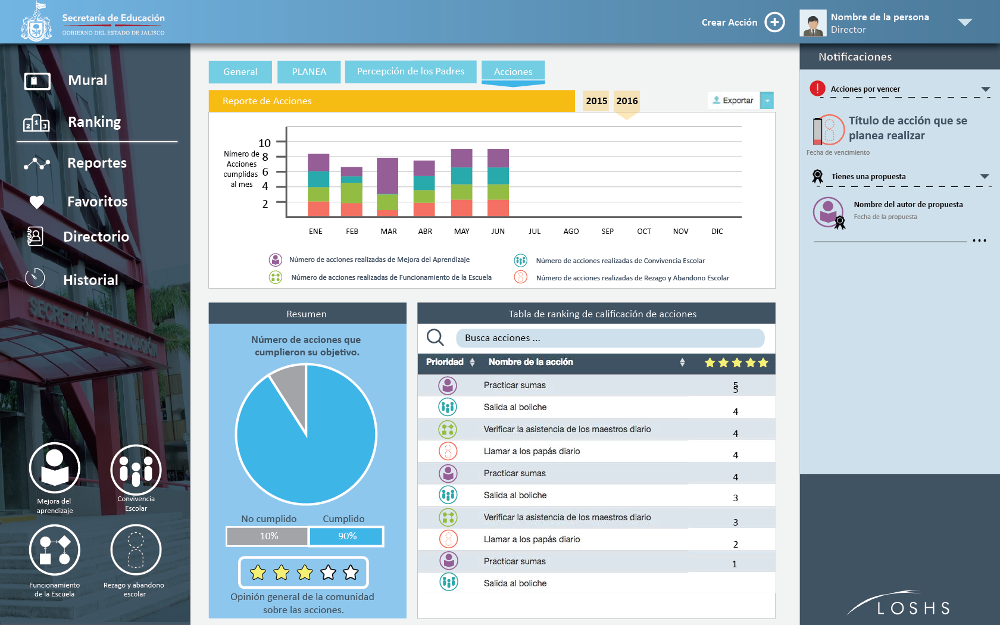 Secretaría de Educación
GOBIERNO DEL ESTADO DE JALISCO
Crear Acción
Nombre de la persona
Director
Mural
Ranking
Reportes
Favoritos
Directorio
Historial
SECRETARÍA DE EDUCACIÓN
Mejora del
aprendizaje
Convivencia
Escolar
Funcionamiento
de la Escuela
Rezago y abandono
escolar
General
PLANEA
Percepción de los Padres
Acciones
Reporte de Acciones
2015
2016
Exportar
Nímero de
Acciones
cumplidas
al mes
10
8
6
4
2
ENE
FEB
MAR
ABR
MAY
JUN
JUL
AGO
SEP
OCT
NOV
DIC
Número de acciones realizadas de Mejora del Aprendizaje
Número de acciones realizadas de Convivencia Escolar
Número de acciones realizadas de Funcionamiento de la Escuela
Número de acciones realizadas de Rezago y Abandono Escolar
Resumen
Número de acciones que
cumplieron su objetivo.
No cumplido
Cumplido
10%
90%
Opinión general de la comunidad
sobre las acciones.
Tabla de ranking de calificación de acciones
Busca acciones ...
Prioridad
Nombre de la acción
Practicar sumas
5
5
Salida al boliche
4
Verificar la asistencia de los maestros diario
4
Llamar a los papás diario
4
Practicar sumas
4
Salida al boliche
3
Verificar la asistencia de los maestros diario
3
Llamar a los papás diario
2
Practicar sumas
1
Salida al boliche
Notificaciones
Acciones por vencer
Título de acción que se
planea realizar
Fecha de vencimiento
Tienes una propuesta
Nombre del autor de propuesta
Fecha de la propuesta
...
LOSHS